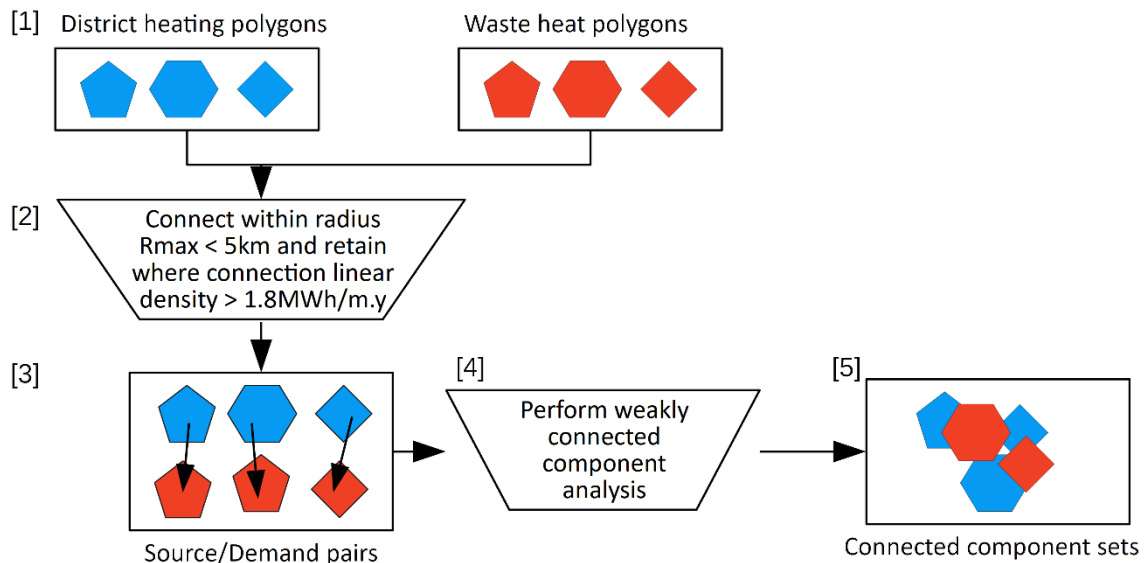 [1]
District heating polygons
Waste heat polygons
[2]
Connect within radius
Rmax < 5km and retain
where connection linear
density > 1.8MWh/m.y
[3]
Source/Demand pairs
[4]
Perform weakly
connected
component
analysis
[5]
Connected component sets